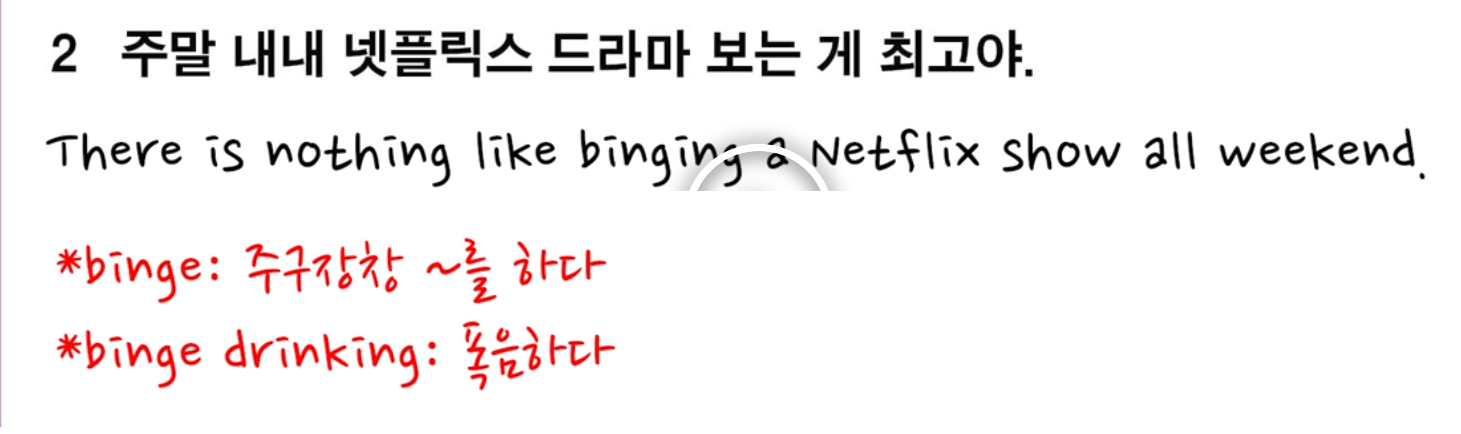 2 주말 내내 넷플릭스 드라마 보는 게 최고야.
There is nothing like binging a Netflix show all weekend.
*binge: 주구장창 ~를 하다
*binge drinking: 폭음하다